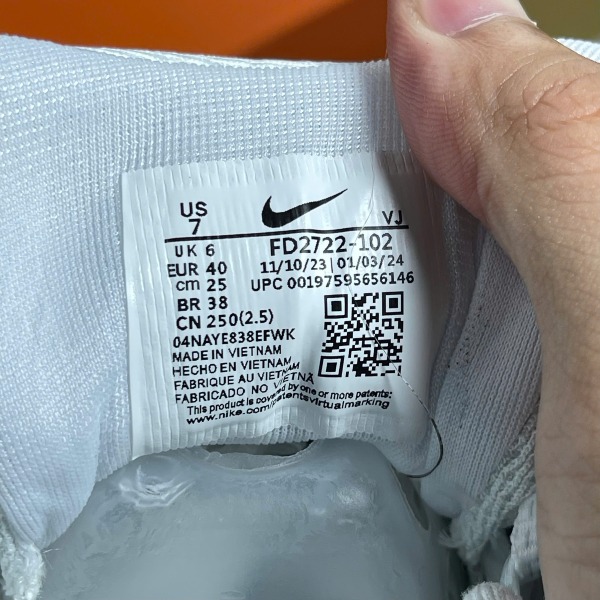 US
7
VJ
UK 6
FD2722-102
EUR 40
11/10/23 | 01/03/24
cm 25
UPC 00197595656146
BR 38
CN 250(2.5)
04NAYE838EFWK
MADE IN VIETNAM
HECHO EN VIETNAM
FABRIQUE AU VIETNAM
FABRICADO NO VIETNÃ
This product is covered by one or more patents:
www.nike.com/patentsvirtualmarking